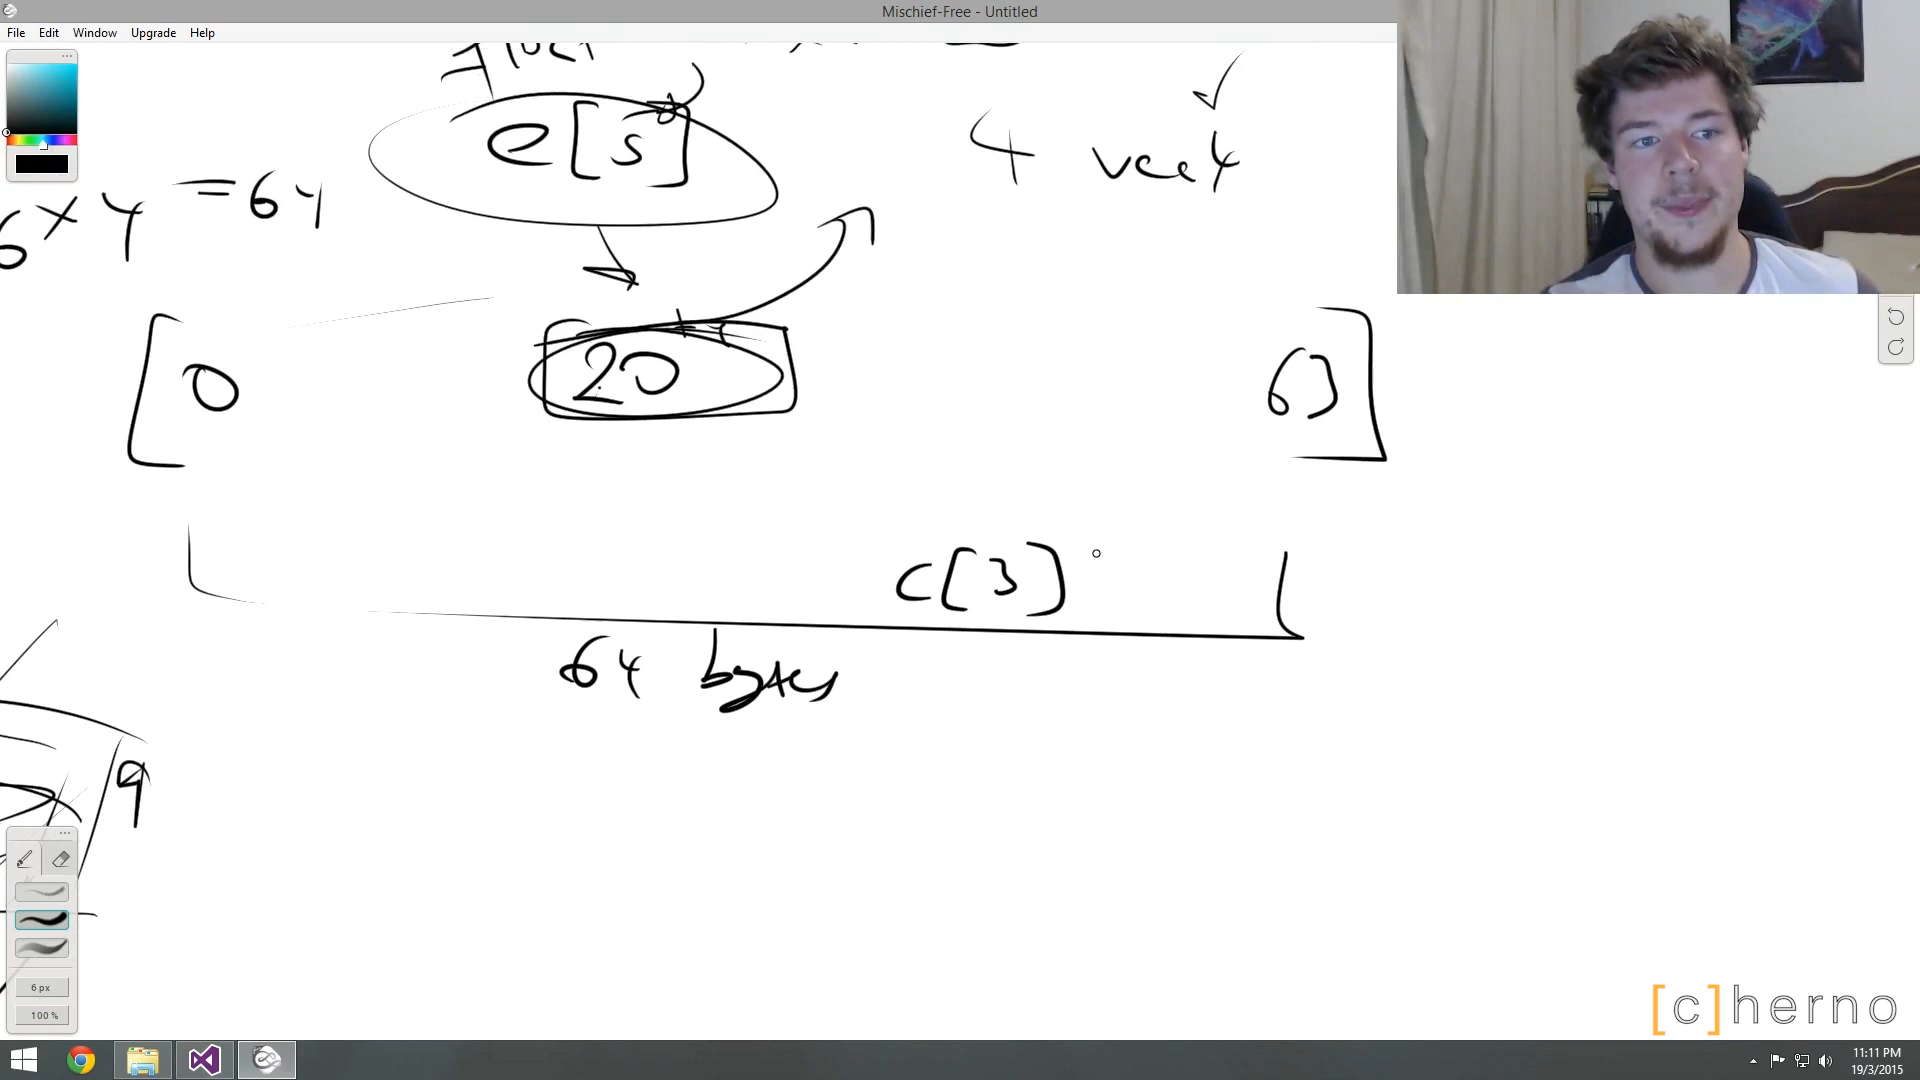 Mischief-Free - Untitled
File Edit Window Upgrade Help
e[s]
4 vec4
6 x 4 = 64
[0 20 63]
c[3]
64 bytes
9
6 px
100 %
[c]herno
11:11 PM
19/3/2015